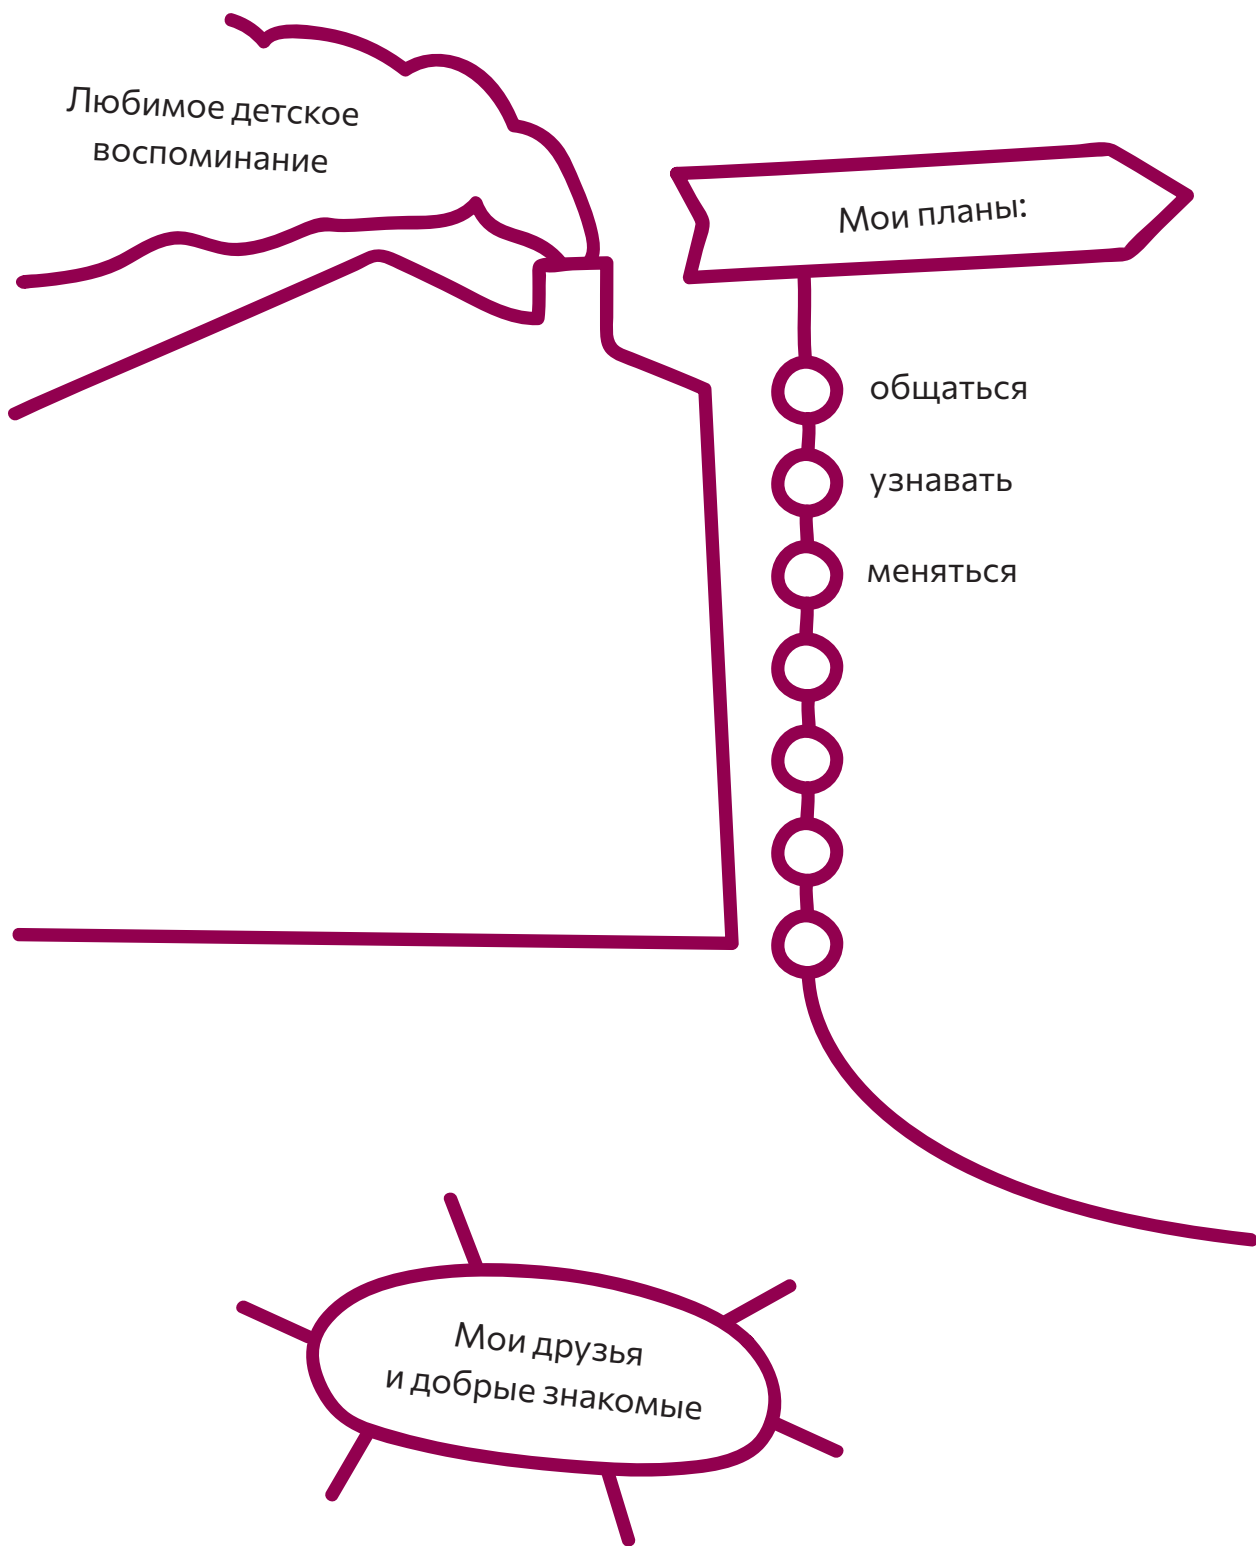 Любимое детское
воспоминание
Мои планы:
общаться
узнавать
меняться
Мои друзья
и добрые знакомые